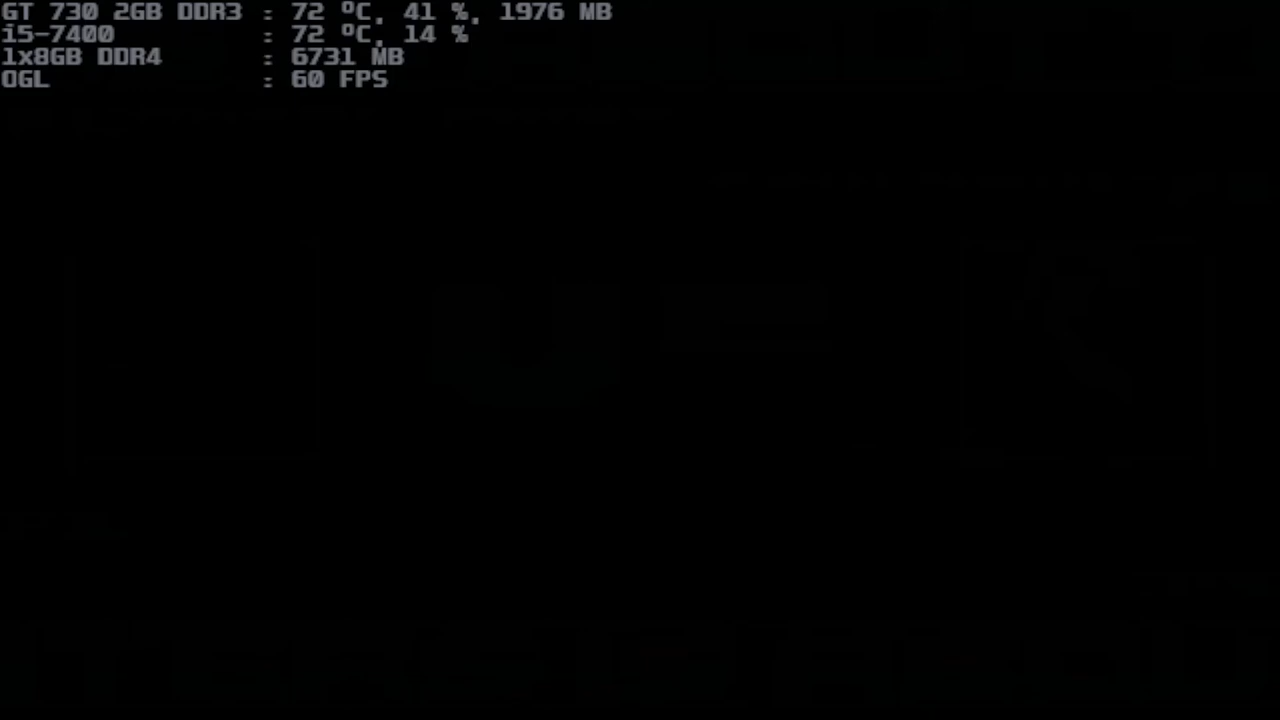 GT 730 2GB DDR3 : 72 ºC, 41 %, 1976 MB
i5-7400 : 72 ºC, 14 %
1x8GB DDR4 : 6731 MB
OGL : 60 FPS